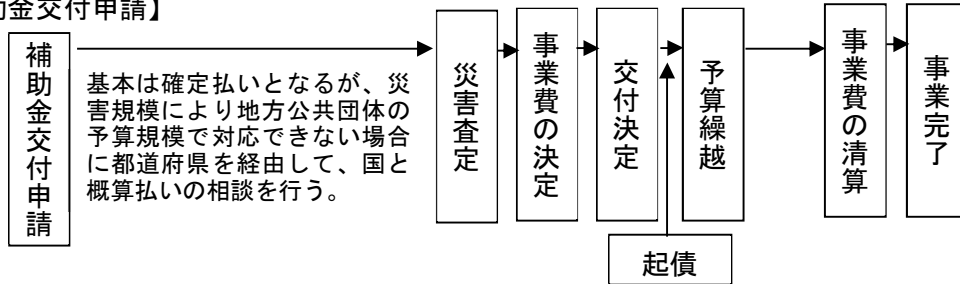 助金交付申請】
補助金交付申請
基本は確定払いとなるが、災
害規模により地方公共団体の
予算規模で対応できない場合
に都道府県を経由して、国と
概算払いの相談を行う。
災害査定
事業費の決定
交付決定
予算繰越
事業費の清算
事業完了
起債